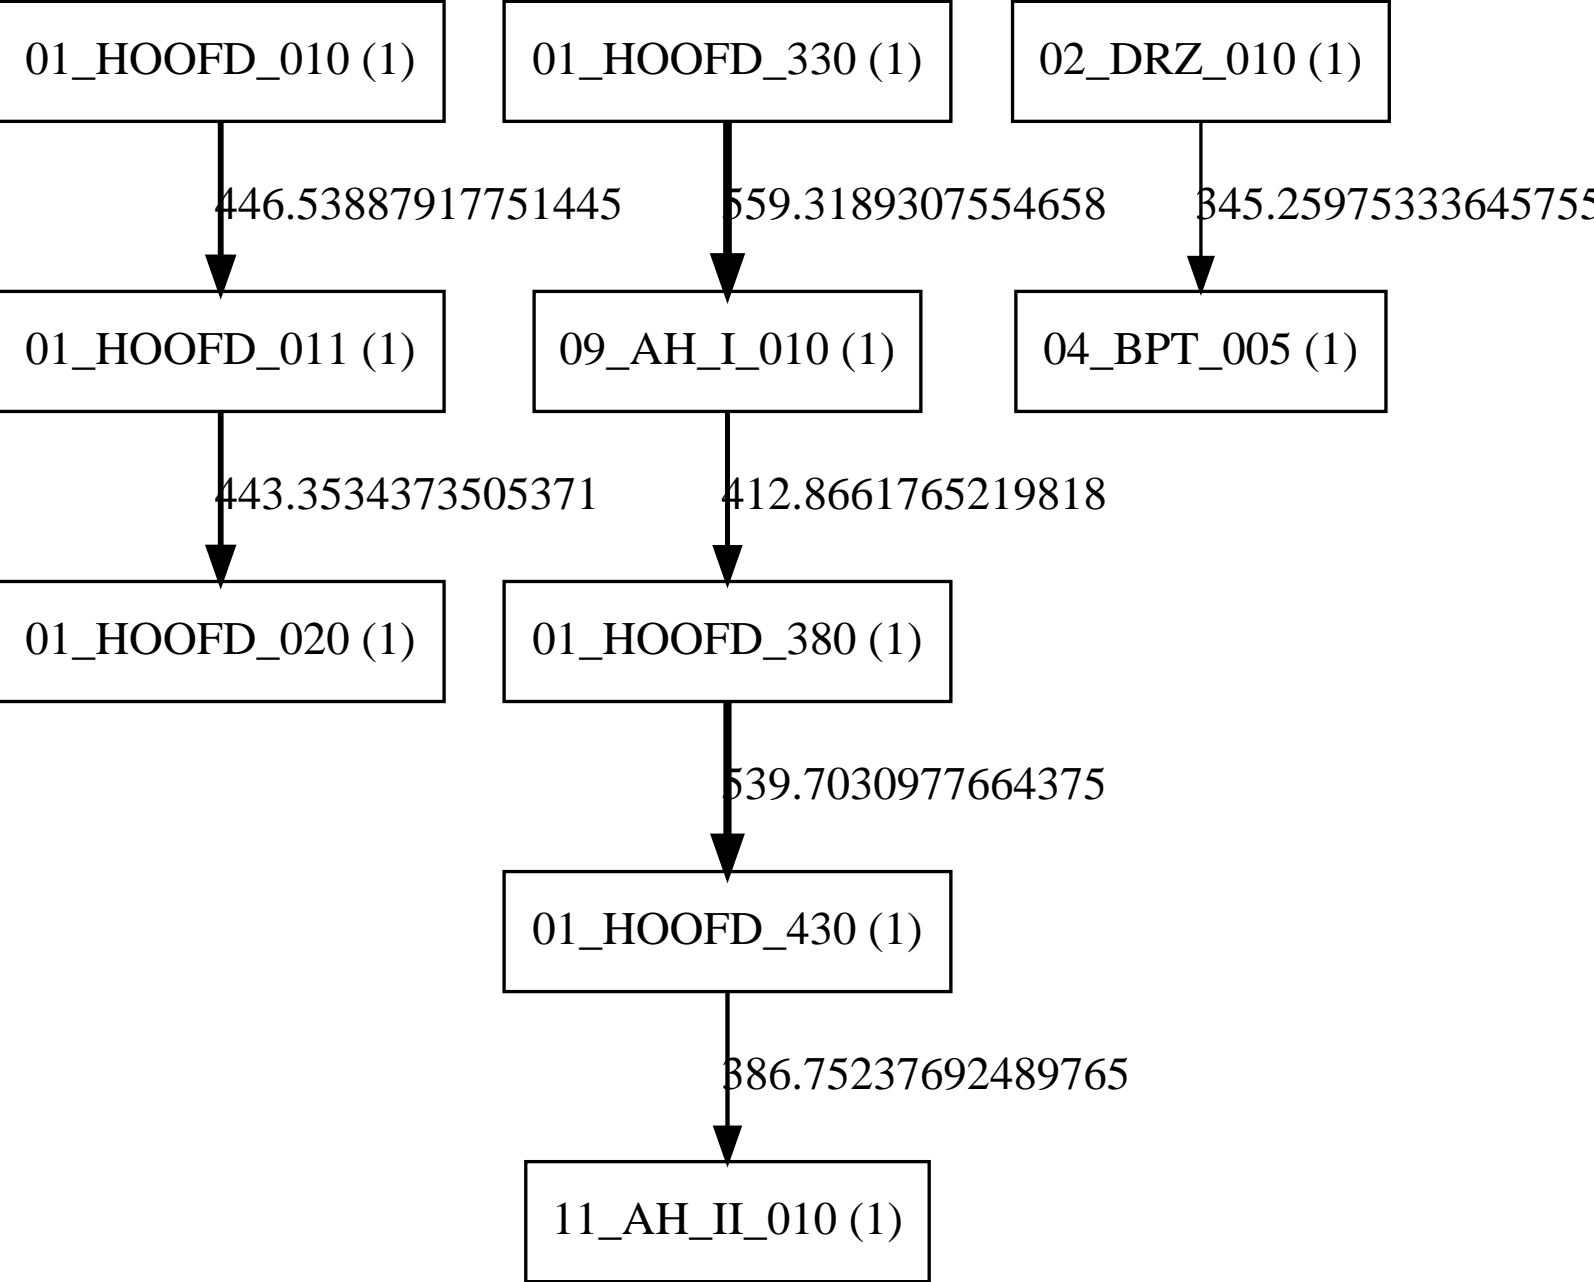 01_HOOFD_010 (1)
01_HOOFD_330 (1)
02_DRZ_010 (1)
446.53887917751445
559.3189307554658
345.25975333645755
01_HOOFD_011 (1)
09_AH_I_010 (1)
04_BPT_005 (1)
443.3534373505371
412.8661765219818
01_HOOFD_020 (1)
01_HOOFD_380 (1)
539.7030977664375
01_HOOFD_430 (1)
386.75237692489765
11_AH_II_010 (1)